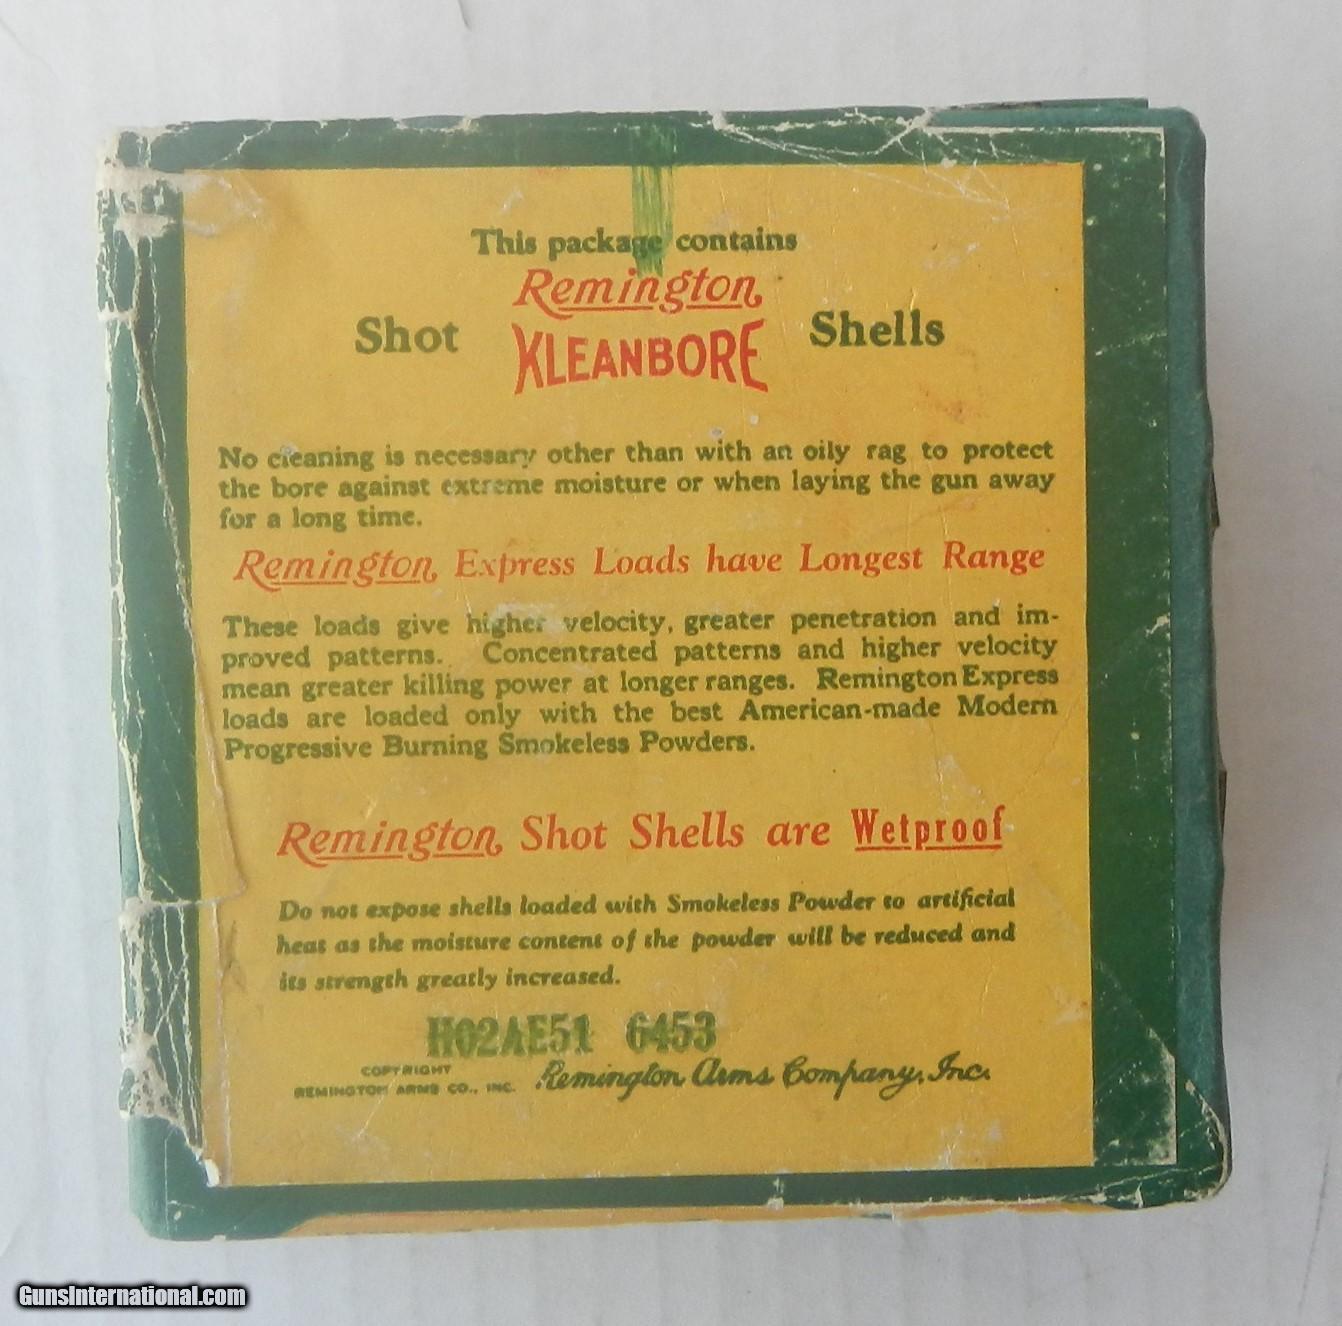 This package contains
Remington
Shot KLEANBORE Shells
No cleaning is necessary other than with an oily rag to protect
the bore against extreme moisture or when laying the gun away
for a long time.
Remington Express Loads have Longest Range
These loads give higher velocity, greater penetration and im-
proved patterns. Concentrated patterns and higher velocity
mean greater killing power at longer ranges. Remington Express
loads are loaded only with the best American-made Modern
Progressive Burning Smokeless Powders.
Remington Shot Shells are Wetproof
Do not expose shells loaded with Smokeless Powder to artificial
heat as the moisture content of the powder will be reduced and
its strength greatly increased.
H02AE51 6453
COPYRIGHT
REMINGTON ARMS CO., INC. Remington Arms Company, Inc.
GunsInternational.com